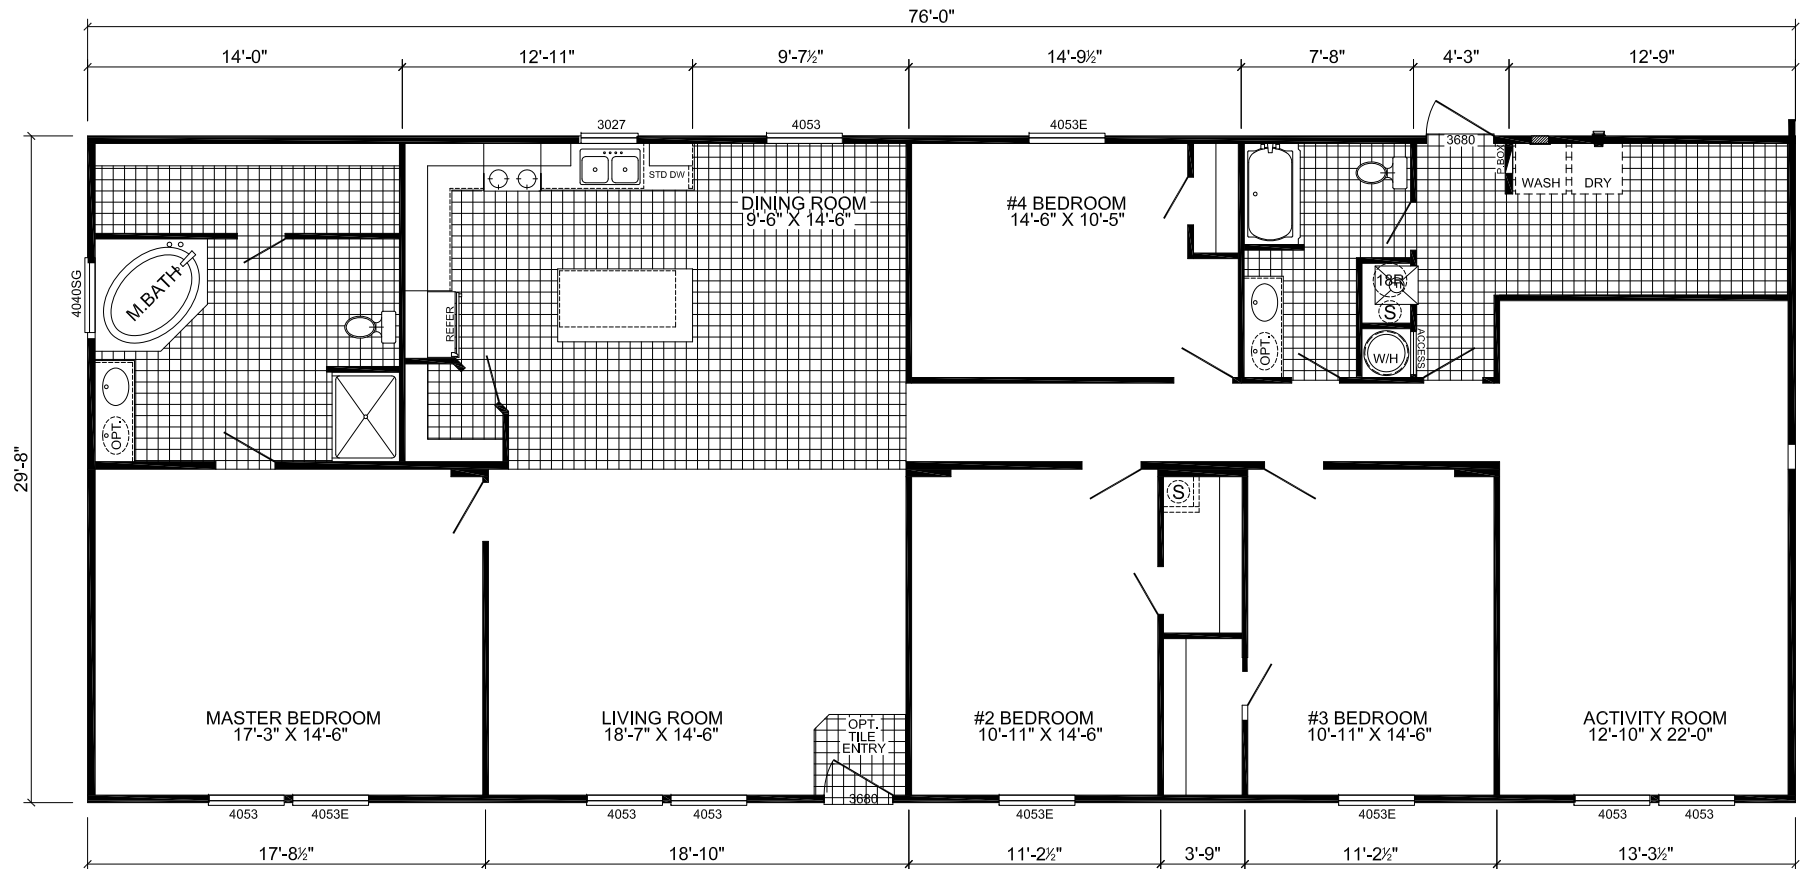 76'-0"
14'-0"
12'-11"
9'-7½"
14'-9½"
7'-8"
4'-3"
12'-9"
3027
4053
4053E
3680
P.BOX
STD DW
WASH
DRY
DINING ROOM
9'-6" X 14'-6"
#4 BEDROOM
14'-6" X 10'-5"
4040SG
M.BATH
REFER
18R
S
W/H
ACCESS
OPT.
OPT.
29'-8"
S
MASTER BEDROOM
17'-3" X 14'-6"
LIVING ROOM
18'-7" X 14'-6"
OPT.
TILE
ENTRY
#2 BEDROOM
10'-11" X 14'-6"
#3 BEDROOM
10'-11" X 14'-6"
ACTIVITY ROOM
12'-10" X 22'-0"
3680
4053
4053E
4053
4053
4053E
4053E
4053
4053
17'-8½"
18'-10"
11'-2½"
3'-9"
11'-2½"
13'-3½"